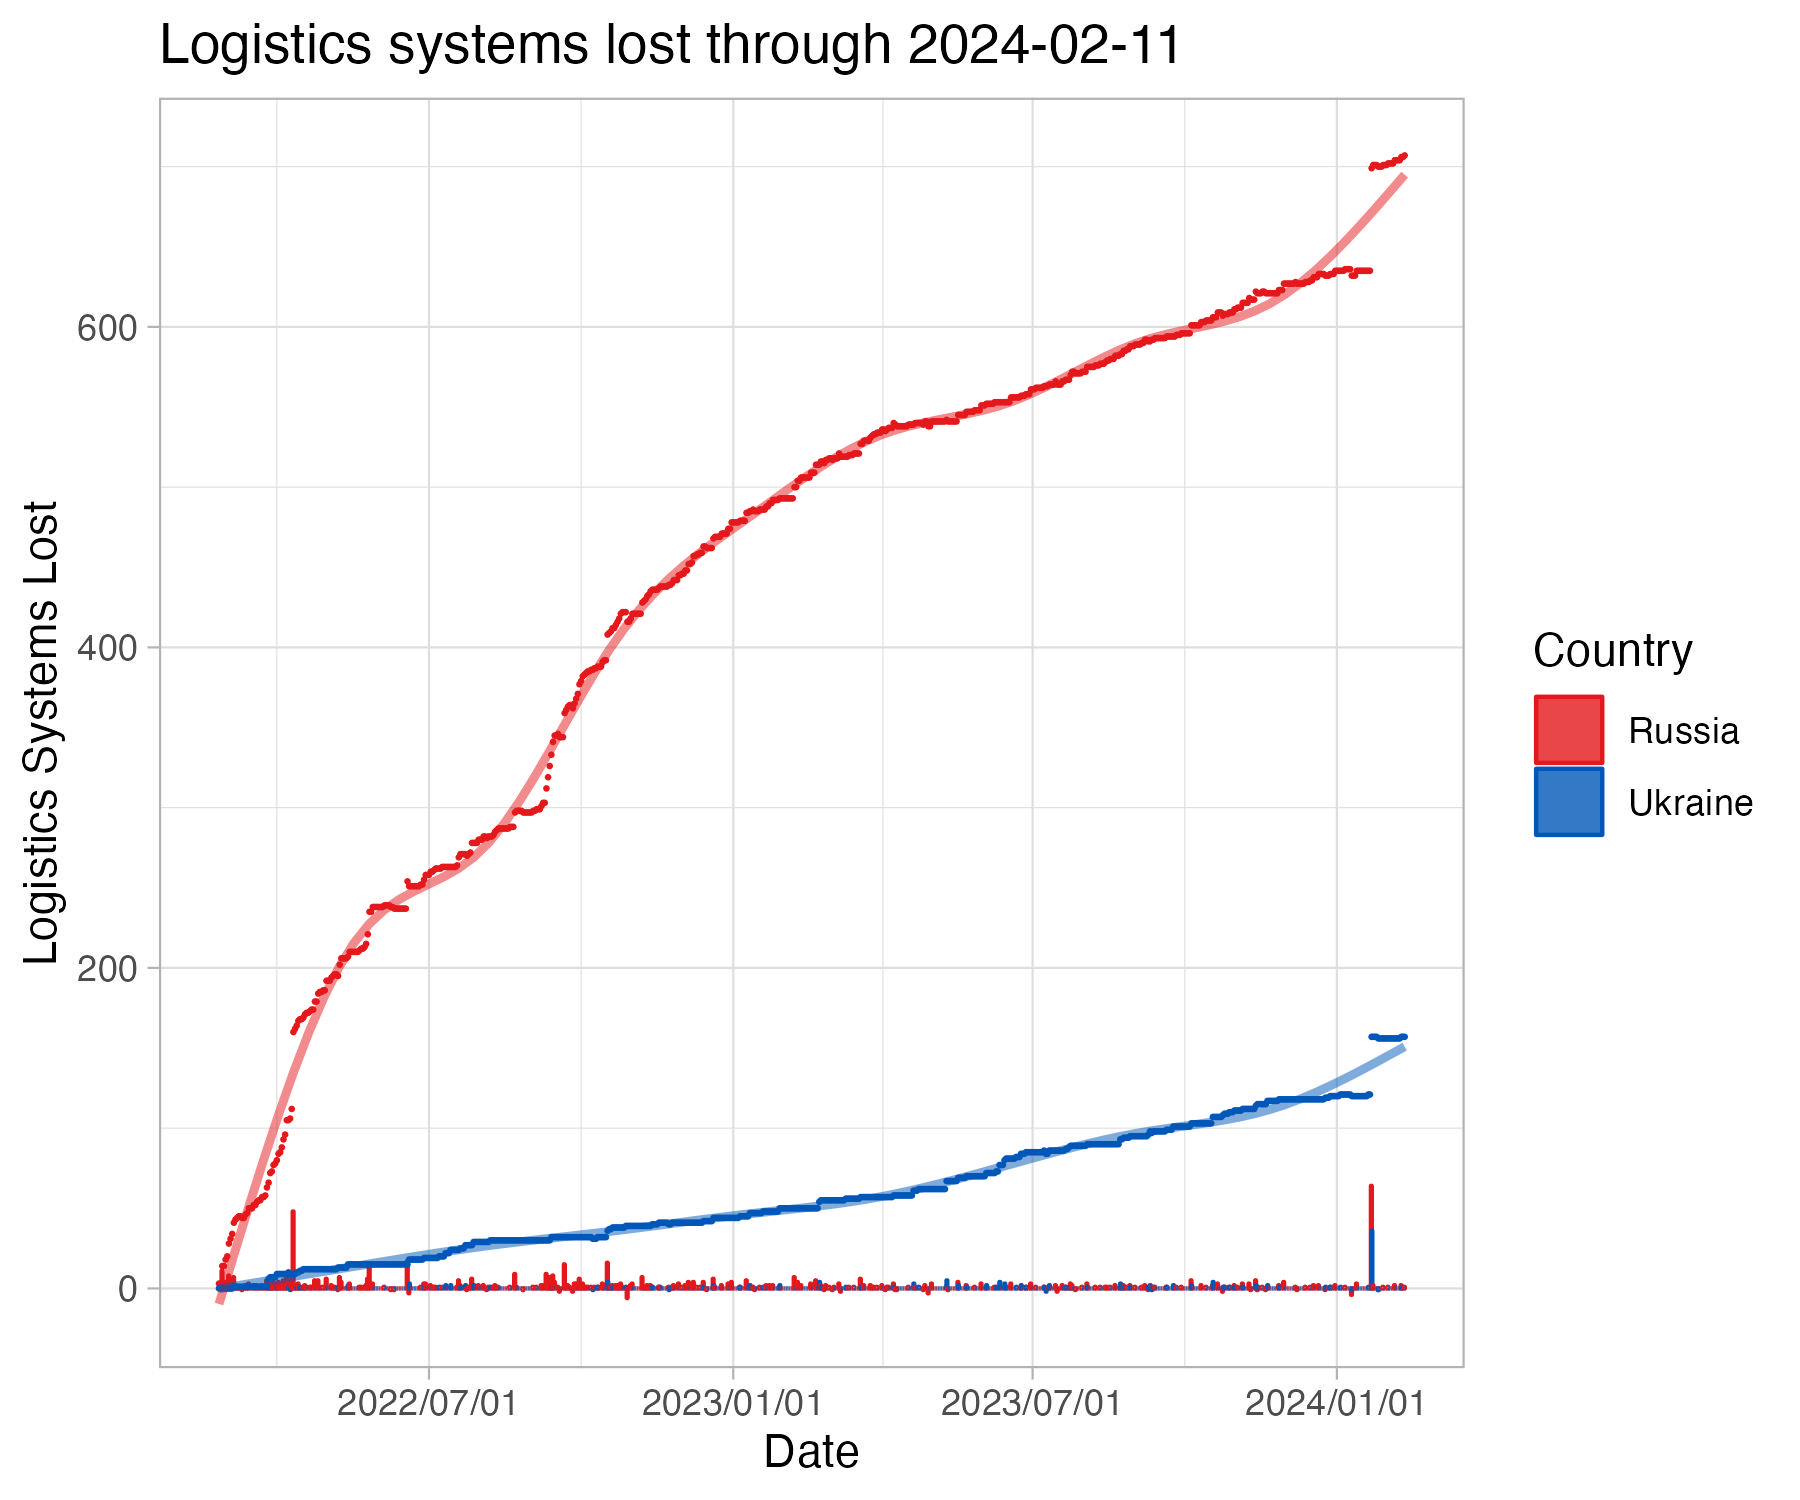 Logistics systems lost through 2024-02-11
Logistics Systems Lost
600
400
200
0
2022/07/01
2023/01/01
2023/07/01
2024/01/01
Date
Country
Russia
Ukraine